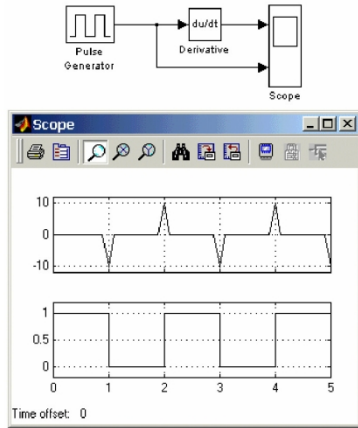 du/dt
Pulse
Generator
Derivative
Scope
Scope
10
0
-10
1
0.5
0
0 1 2 3 4 5
Time offset: 0